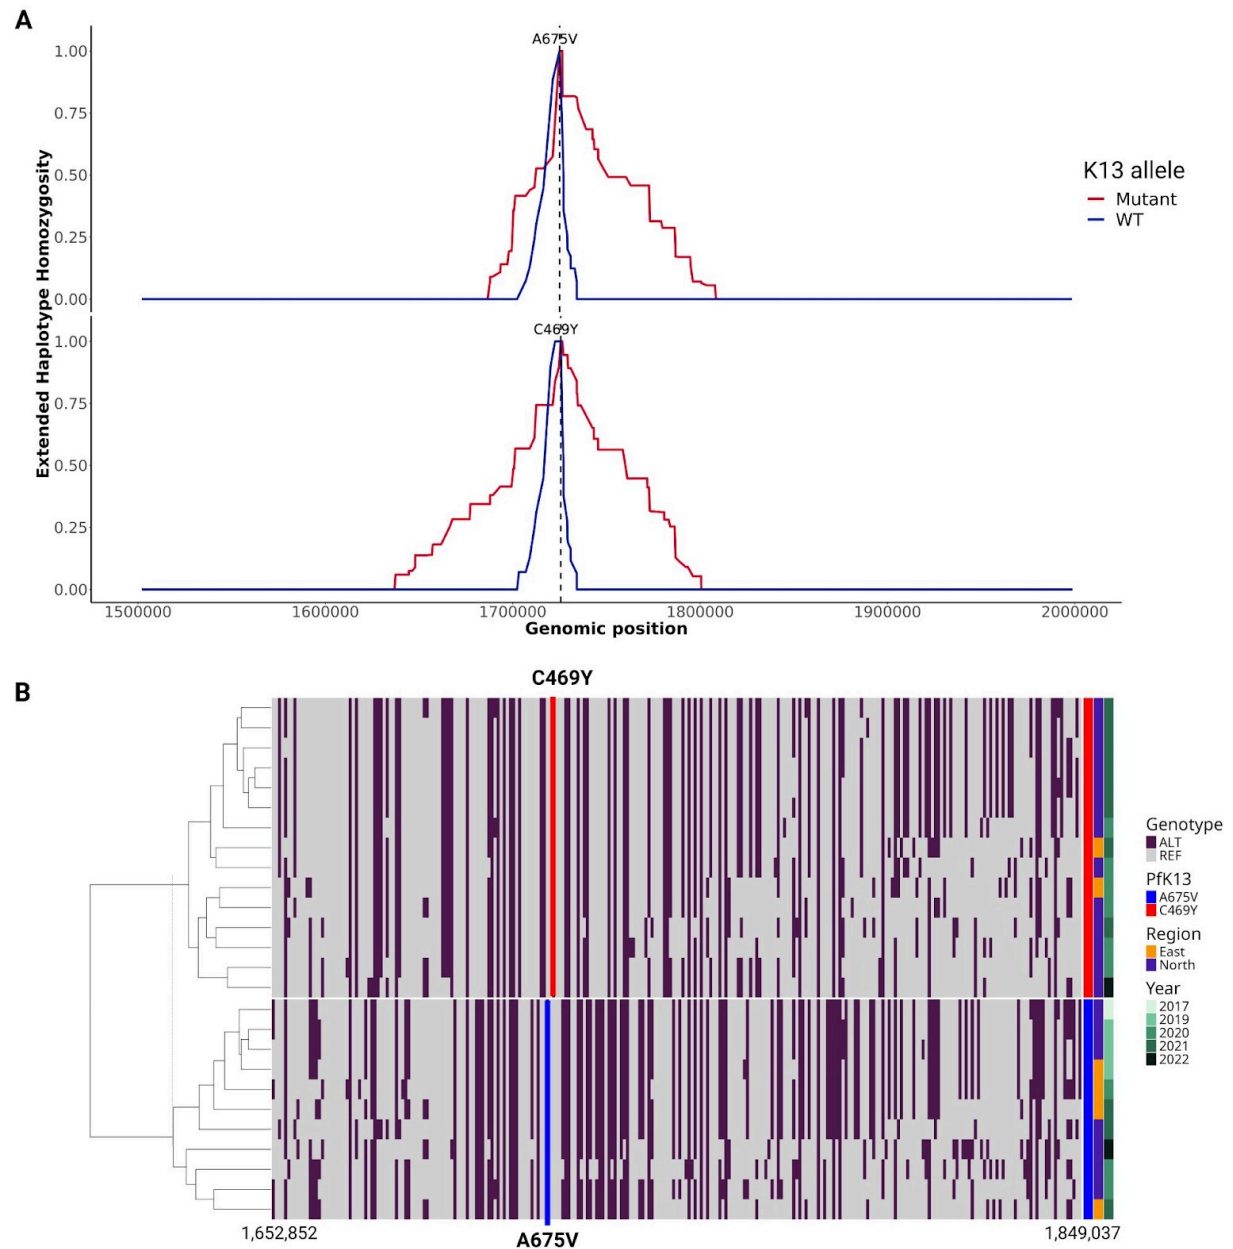 A
A675V
1.00
0.75
0.50
0.25
0.00
K13 allele
Mutant
WT
Extended Haplotype Homozygosity
C469Y
1.00
0.75
0.50
0.25
0.00
1500000 1600000 1700000 1800000 1900000 2000000
Genomic position
B
C469Y
Genotype
ALT
REF
PfK13
A675V
C469Y
Region
East
North
Year
2017
2019
2020
2021
2022
1,652,852
1,849,037
A675V